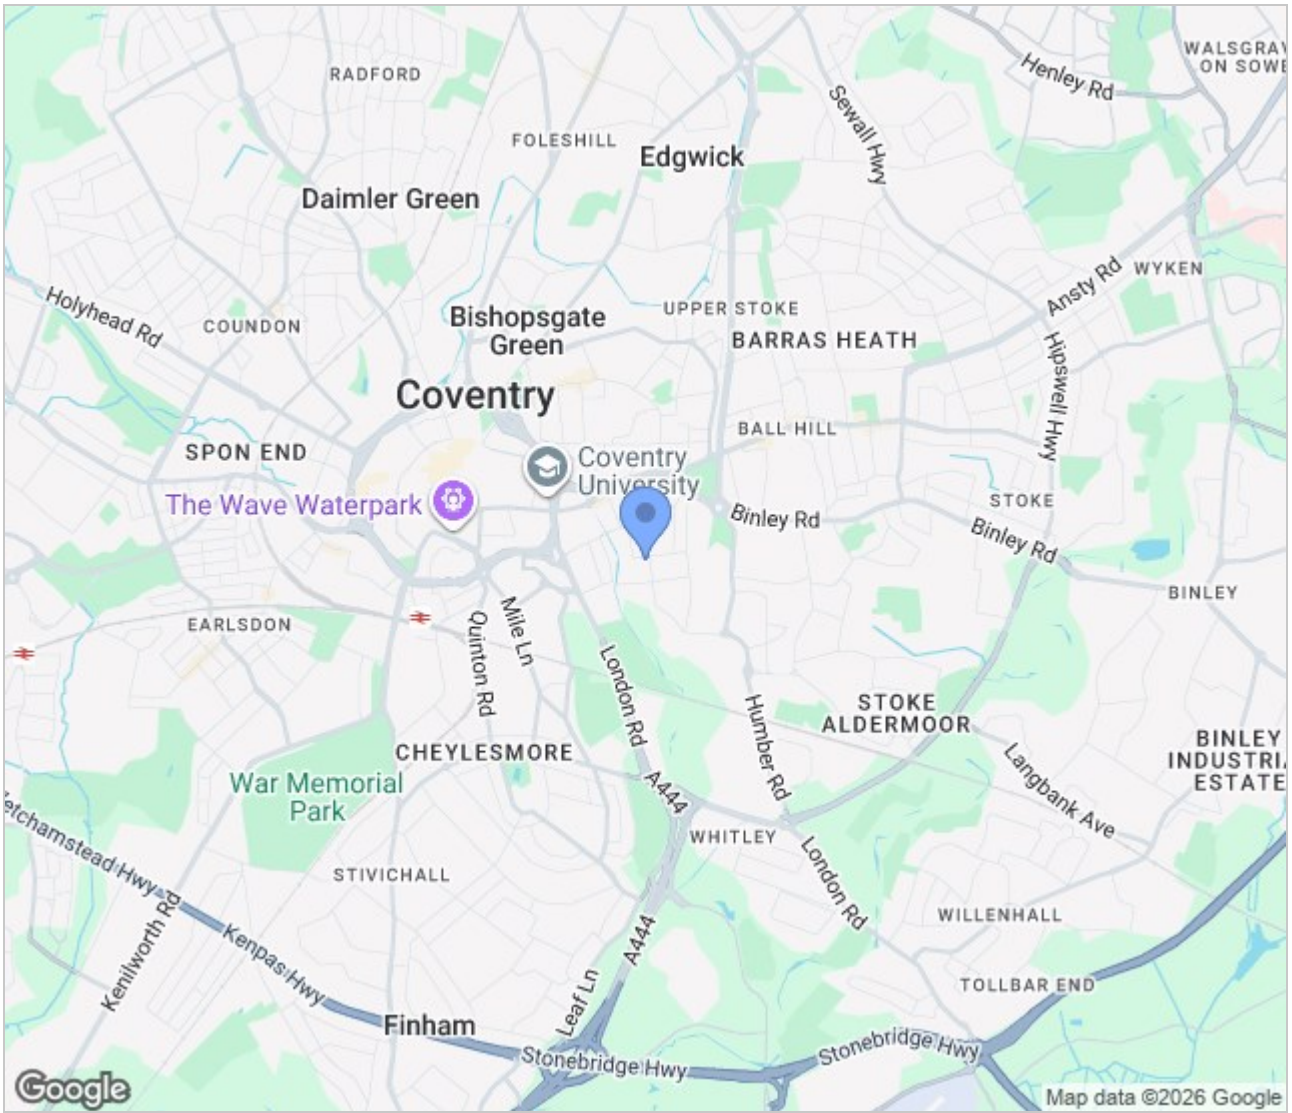 RADFORD
FOLESHILL
Edgwick
Sewall Hwy
Henley Rd
WALSGRAV
ON SOWE
Daimler Green
Holyhead Rd
COUNDON
Bishopsgate
Green
UPPER STOKE
BARRAS HEATH
Ansty Rd
WYKEN
Hipswell Hwy
Coventry
SPON END
BALL HILL
Coventry
University
The Wave Waterpark
Binley Rd
STOKE
Binley Rd
BINLEY
EARLSDON
Quinton Rd
Mile Ln
London Rd
Humber Rd
STOKE
ALDERMOOR
CHEYLESMORE
War Memorial
Park
A444
WHITLEY
Langbank Ave
BINLEY
INDUSTRIA
ESTATE
etchamstead Hwy
STIVICHALL
London Rd
WILLENHALL
Kenilworth Rd
Kenpas Hwy
A444
Leaf Ln
TOLLBAR END
Finham
Stonebridge Hwy
Stonebridge Hwy
Google
Map data ©2026 Google